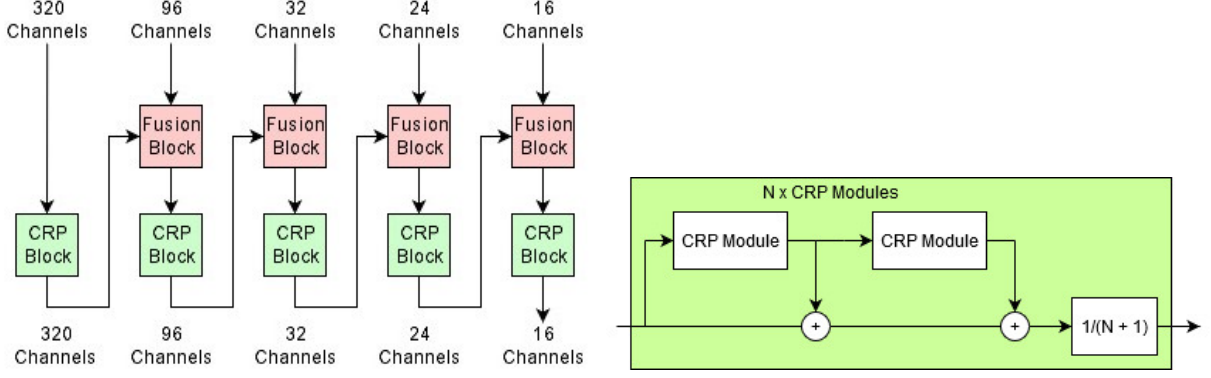 320
Channels
96
Channels
32
Channels
24
Channels
16
Channels
Fusion
Block
Fusion
Block
Fusion
Block
Fusion
Block
CRP
Block
CRP
Block
CRP
Block
CRP
Block
CRP
Block
320
Channels
96
Channels
32
Channels
24
Channels
16
Channels
N x CRP Modules
CRP Module
CRP Module
+
+
1/(N + 1)